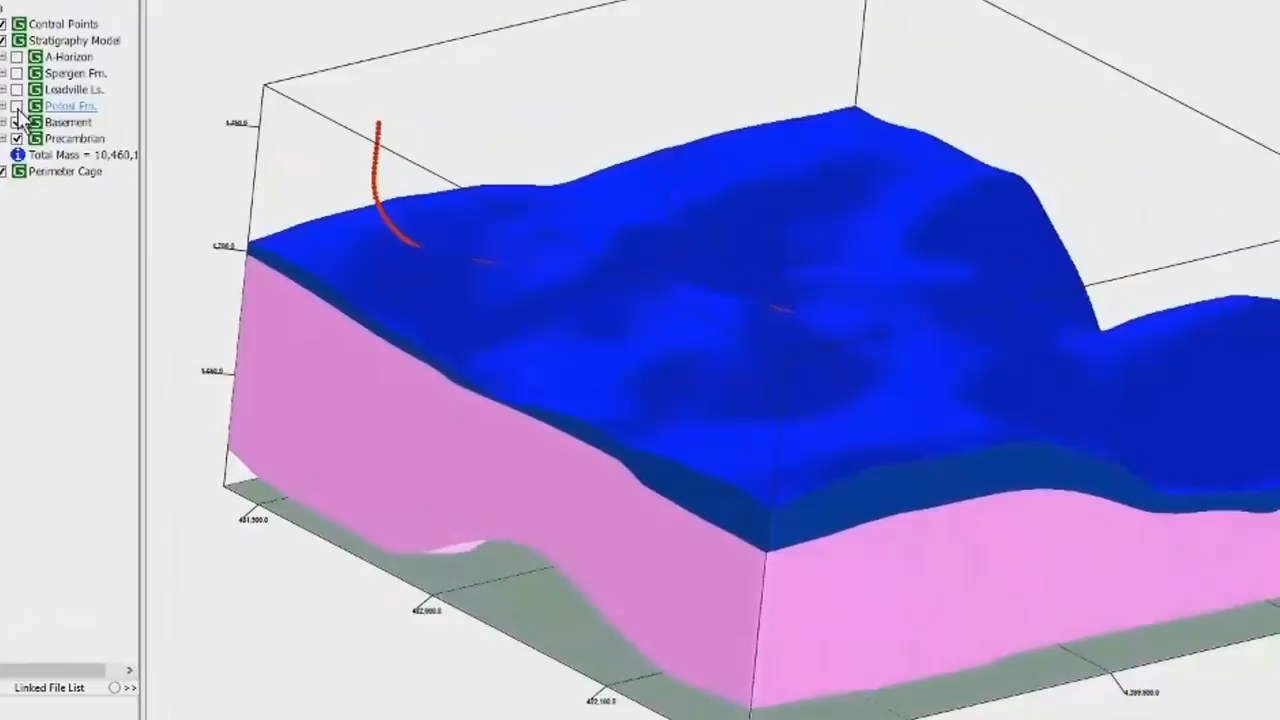 Control Points
Stratigraphy Model
A-Horizon
Spergen Fm.
Leadville Ls.
Potosi Fm.
Basement
Precambrian
Total Mass = 10,460,1
Perimeter Cage
Linked File List
>>